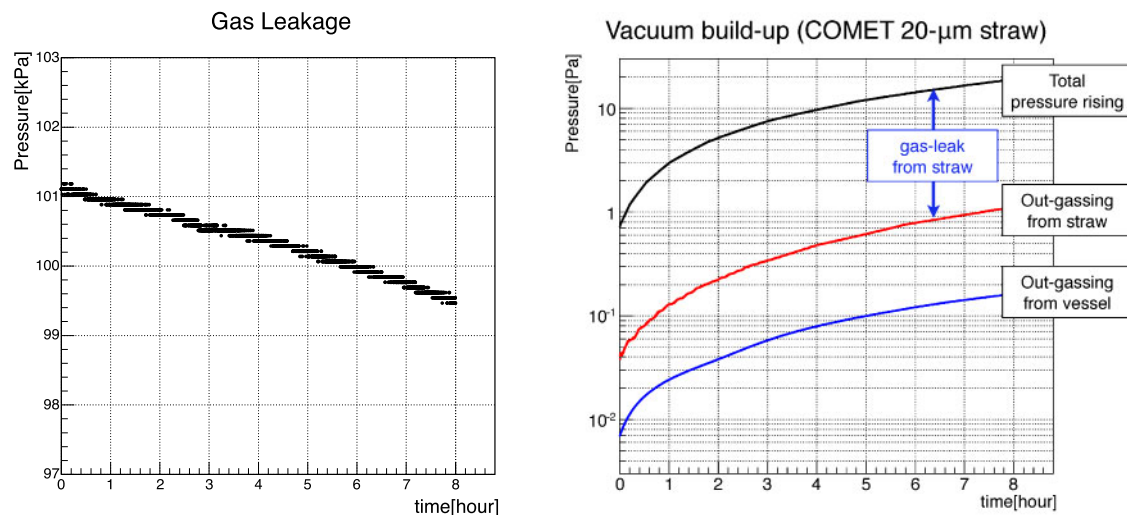 Gas Leakage
Pressure[kPa]
103
102
101
100
99
98
97
0 1 2 3 4 5 6 7 8
time[hour]
Vacuum build-up (COMET 20-μm straw)
Pressure[Pa]
10
1
10⁻¹
10⁻²
0 1 2 3 4 5 6 7 8
time[hour]
Total
pressure rising
gas-leak
from straw
Out-gassing
from straw
Out-gassing
from vessel